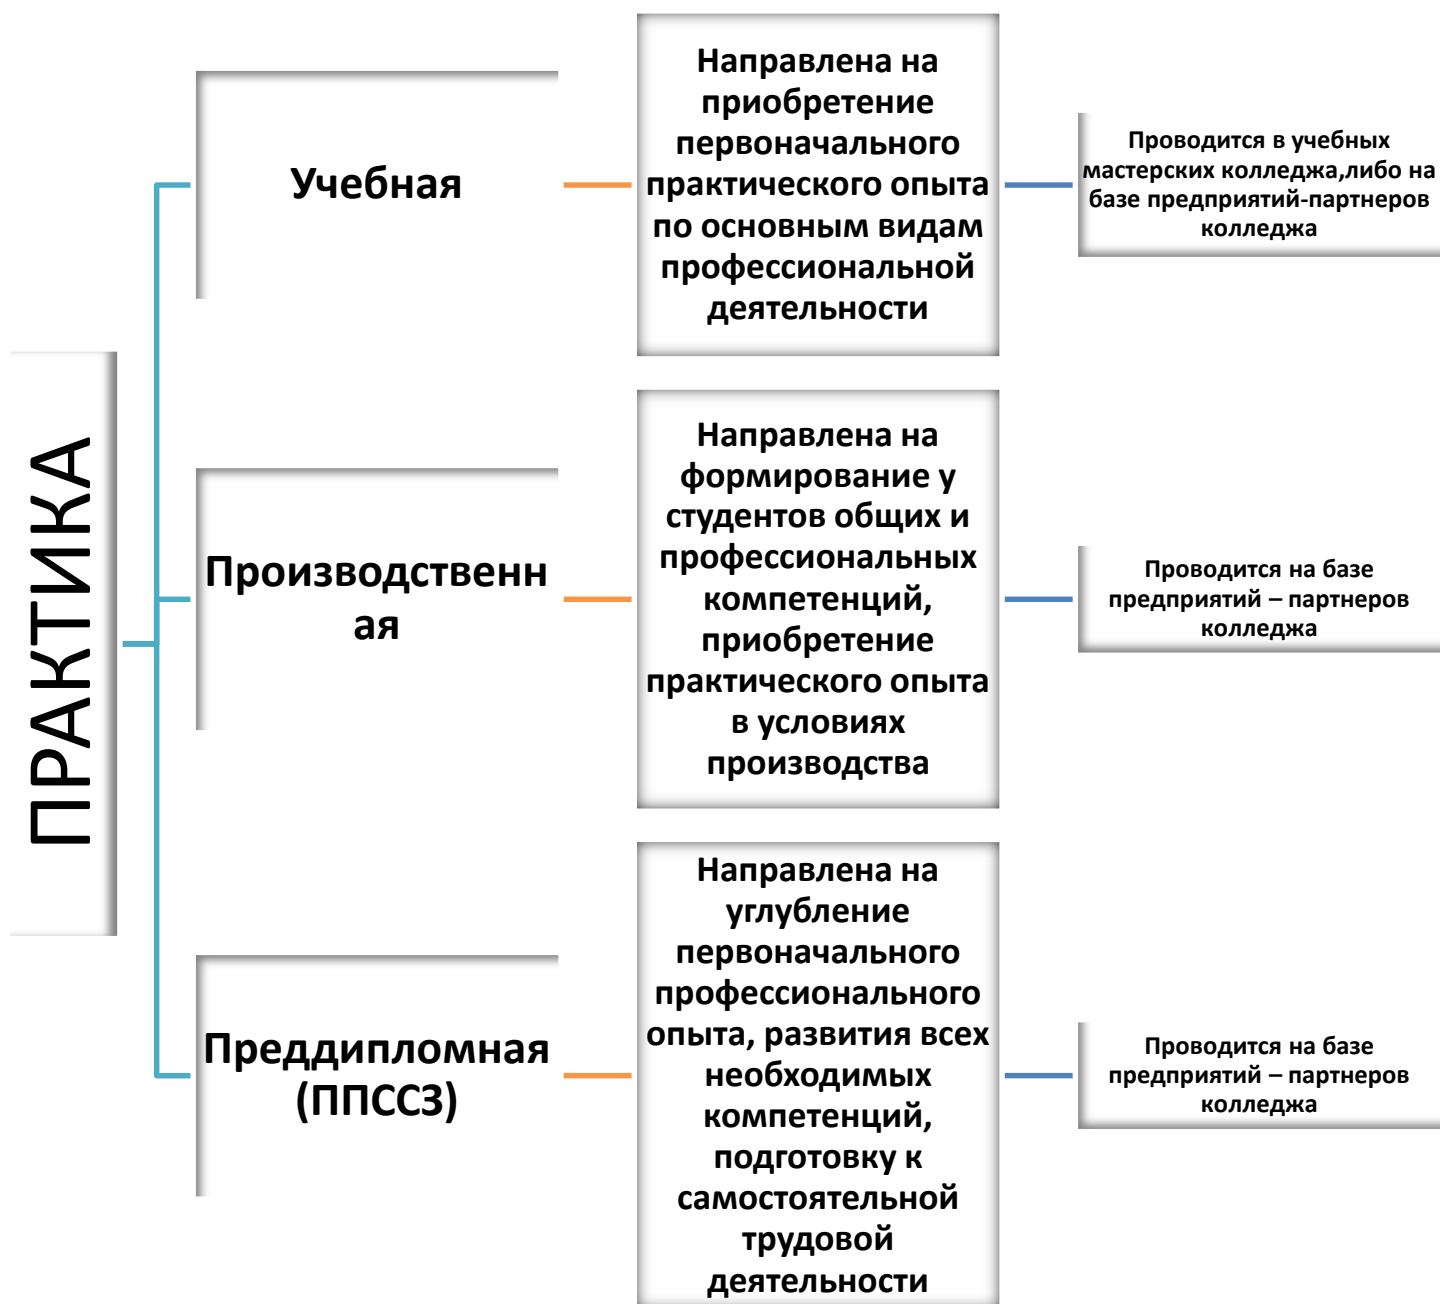 ПРАКТИКА
Учебная
Направлена на
приобретение
первоначального
практического опыта
по основным видам
профессиональной
деятельности
Проводится в учебных
мастерских колледжа,либо на
базе предприятий-партнеров
колледжа
Производственн
ая
Направлена на
формирование у
студентов общих и
профессиональных
компетенций,
приобретение
практического опыта
в условиях
производства
Проводится на базе
предприятий – партнеров
колледжа
Преддипломная
(ППССЗ)
Направлена на
углубление
первоначального
профессионального
опыта, развития всех
необходимых
компетенций,
подготовку к
самостоятельной
трудовой
деятельности
Проводится на базе
предприятий – партнеров
колледжа